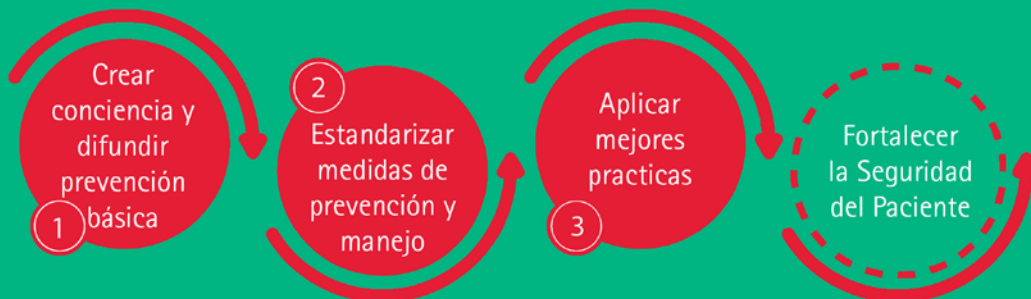 Crear
conciencia y
difundir
prevención
básica
1
2
Estandarizar
medidas de
prevención y
manejo
Aplicar
mejores
practicas
3
Fortalecer
la Seguridad
del Paciente